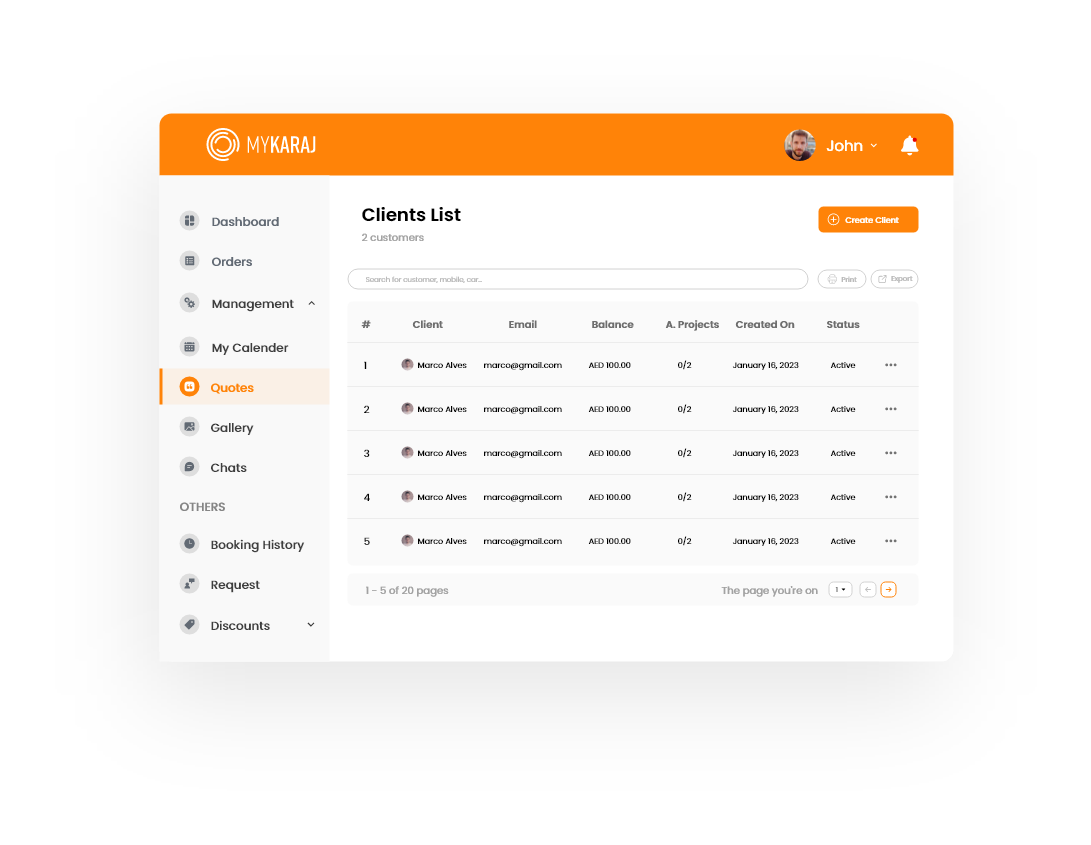 MYKARAJ
John
Dashboard
Orders
Management
My Calender
Quotes
Gallery
Chats
OTHERS
Booking History
Request
Discounts
Clients List
2 customers
Create Client
Search for customer, mobile, car...
Print
Export
# Client Email Balance A. Projects Created On Status
1 Marco Alves marco@gmail.com AED 100.00 0/2 January 16, 2023 Active
2 Marco Alves marco@gmail.com AED 100.00 0/2 January 16, 2023 Active
3 Marco Alves marco@gmail.com AED 100.00 0/2 January 16, 2023 Active
4 Marco Alves marco@gmail.com AED 100.00 0/2 January 16, 2023 Active
5 Marco Alves marco@gmail.com AED 100.00 0/2 January 16, 2023 Active
1 - 5 of 20 pages
The page you're on 1